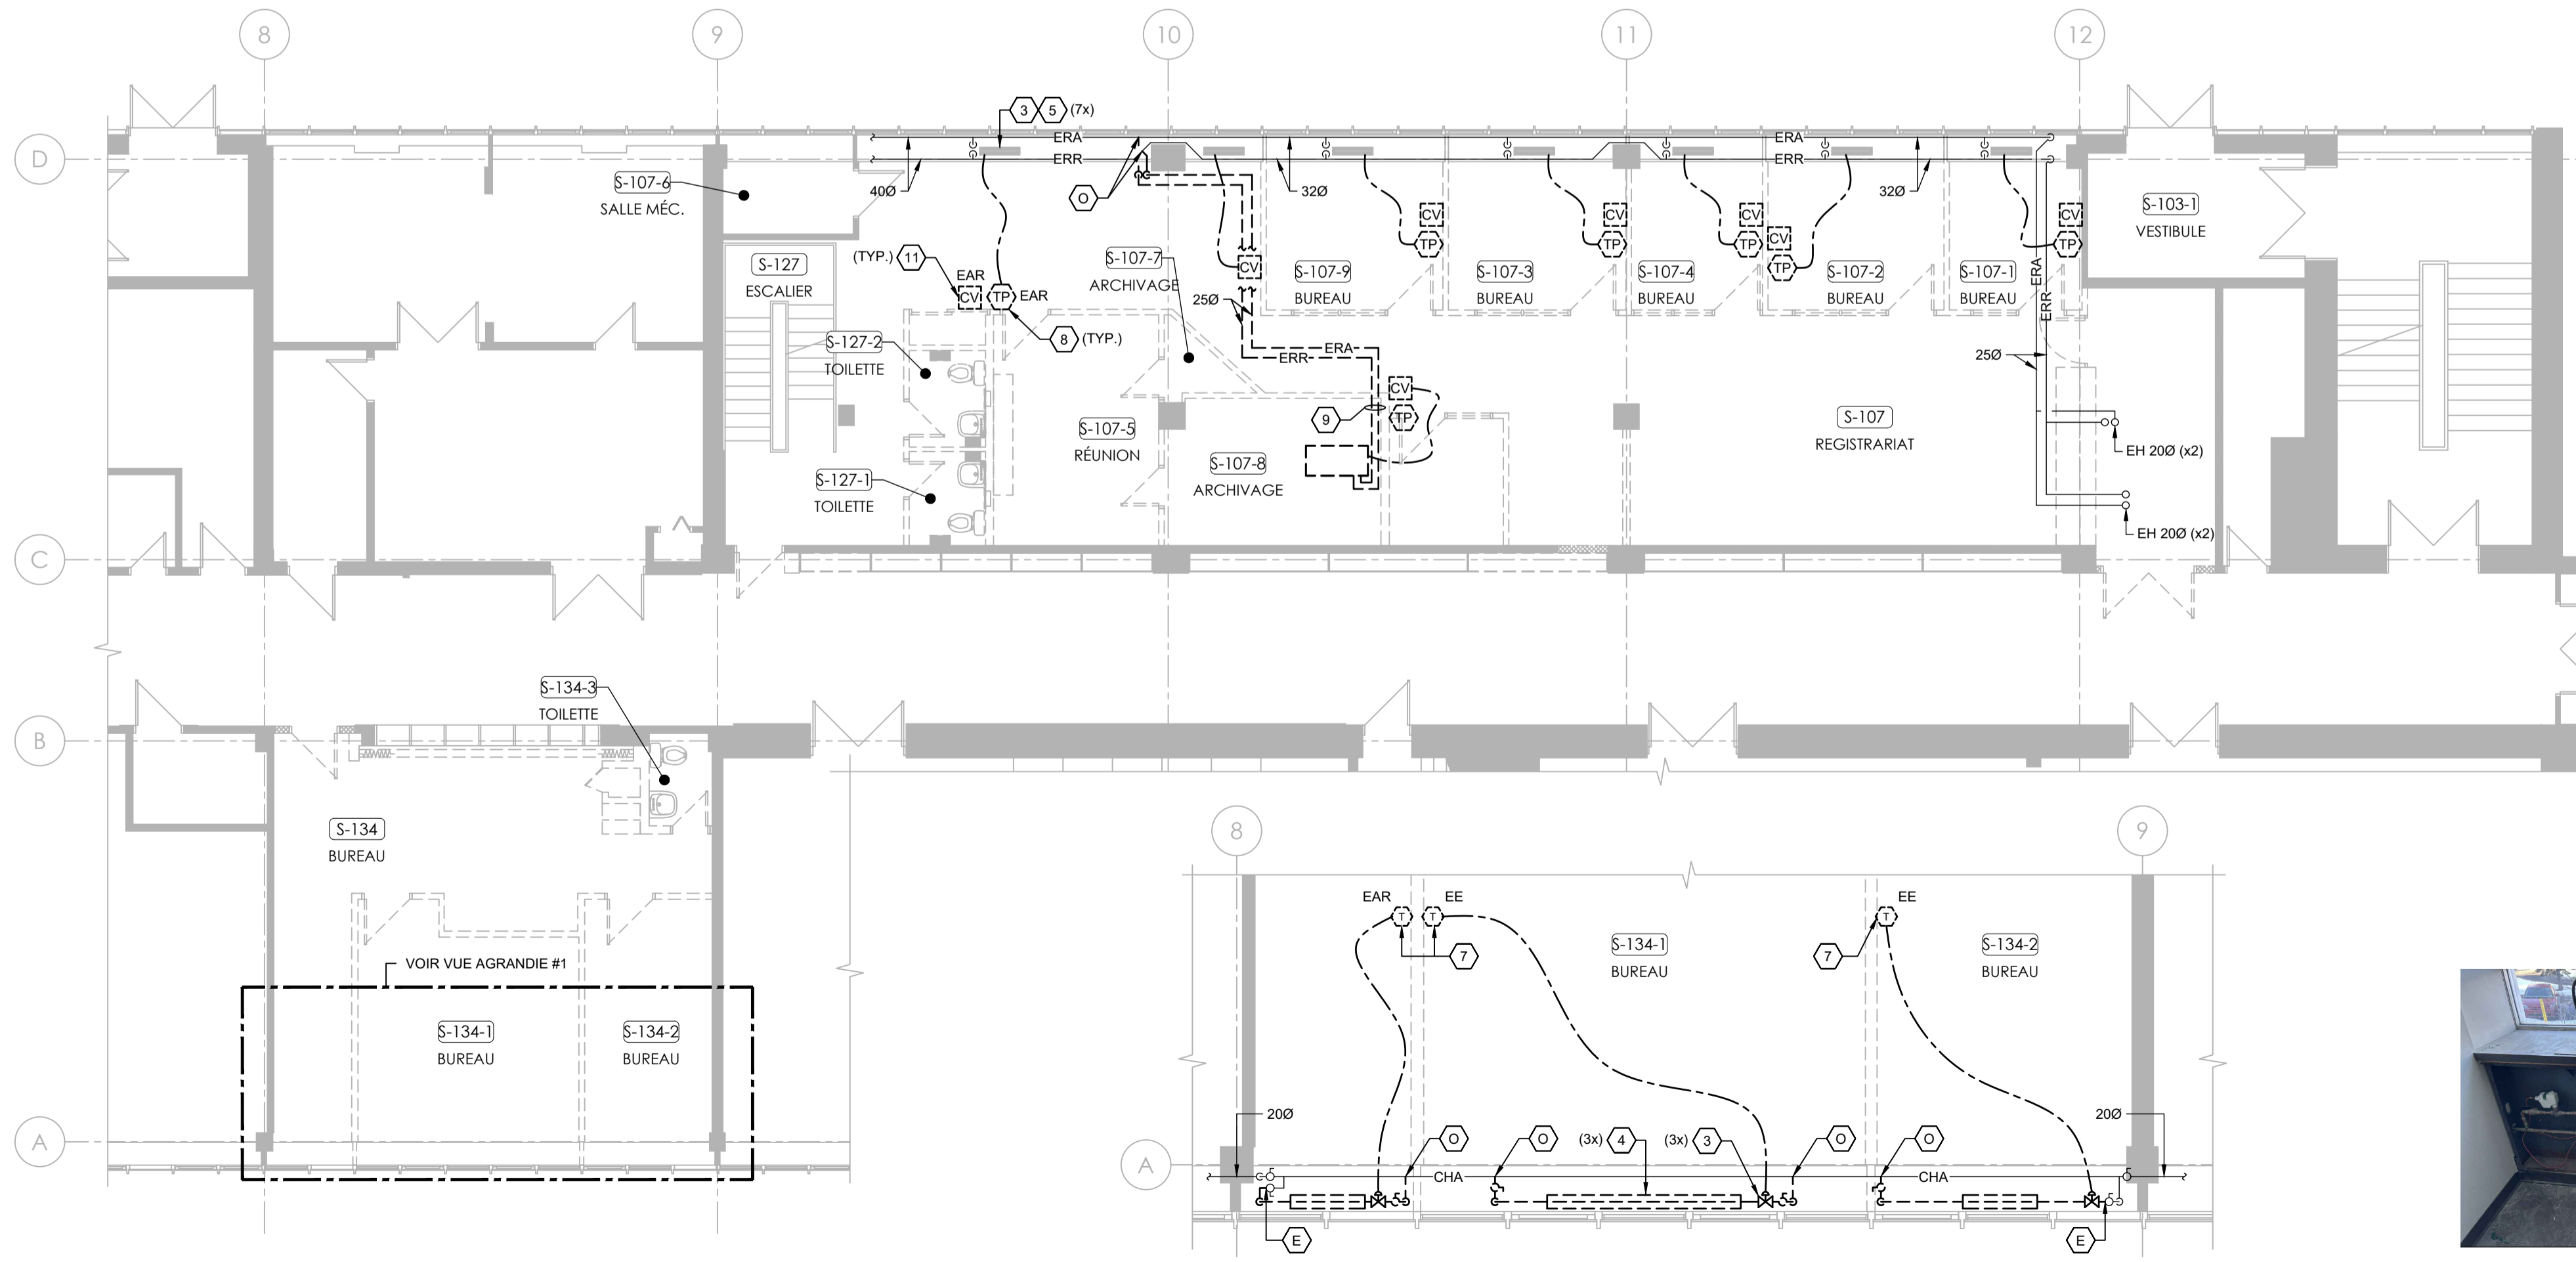 8
9
10
11
12
3
5
(7x)
ERA
ERA
D
ERR
ERR
S-107-6
SALLE MÉC.
40Ø
O
32Ø
32Ø
S-103-1
VESTIBULE
CV
CV
CV
CV
CV
TP
TP
TP
TP
TP
S-127
ESCALIER
(TYP.)
11
EAR
CV
TP
EAR
S-107-7
ARCHIVAGE
CV
S-107-9
BUREAU
S-107-3
BUREAU
S-107-4
BUREAU
S-107-2
BUREAU
S-107-1
BUREAU
ERA
ERR
25Ø
8
(TYP.)
S-127-2
TOILETTE
ERA
ERR
25Ø
CV
TP
9
S-107-5
RÉUNION
S-107
REGISTRARIAT
S-107-8
ARCHIVAGE
S-127-1
TOILETTE
EH 20Ø (x2)
EH 20Ø (x2)
C
S-134-3
TOILETTE
B
S-134
BUREAU
VOIR VUE AGRANDIE #1
S-134-1
BUREAU
S-134-2
BUREAU
A
8
9
EAR
T
T
EE
T
EE
7
7
S-134-1
BUREAU
S-134-2
BUREAU
20Ø
20Ø
O
O
(3x)
4
(3x)
3
O
O
A
CHA
CHA
E
E